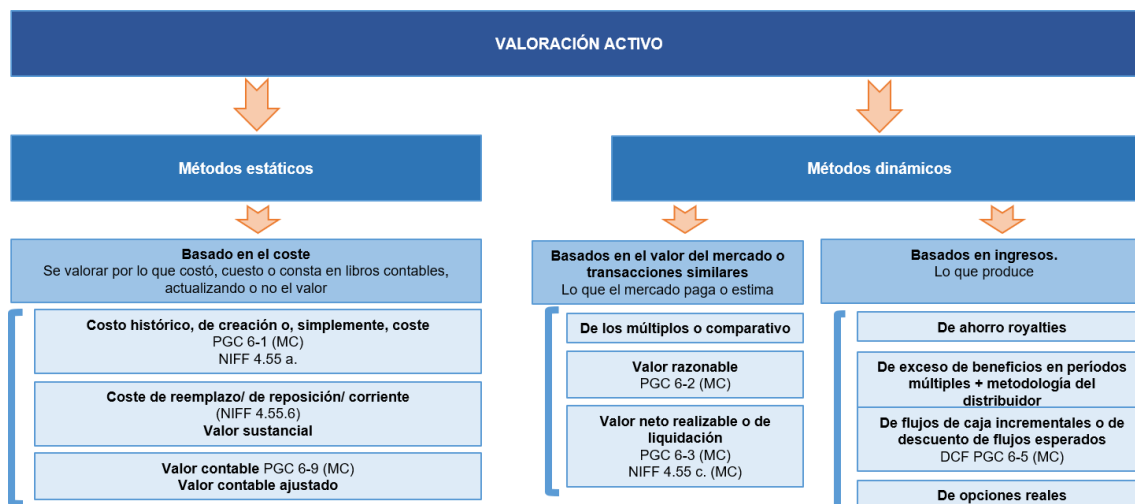 VALORACIÓN ACTIVO
Métodos estáticos
Métodos dinámicos
Basado en el coste
Se valorar por lo que costó, cuesto o consta en libros contables,
actualizando o no el valor
Costo histórico, de creación o, simplemente, coste
PGC 6-1 (MC)
NIFF 4.55 a.
Coste de reemplazo/ de reposición/ corriente
(NIFF 4.55.6)
Valor sustancial
Valor contable PGC 6-9 (MC)
Valor contable ajustado
Basados en el valor del mercado o
transacciones similares
Lo que el mercado paga o estima
De los múltiplos o comparativo
Valor razonable
PGC 6-2 (MC)
Valor neto realizable o de
liquidación
PGC 6-3 (MC)
NIFF 4.55 c. (MC)
Basados en ingresos.
Lo que produce
De ahorro royalties
De exceso de beneficios en períodos
múltiples + metodología del
distribuidor
De flujos de caja incrementales o de
descuento de flujos esperados
DCF PGC 6-5 (MC)
De opciones reales